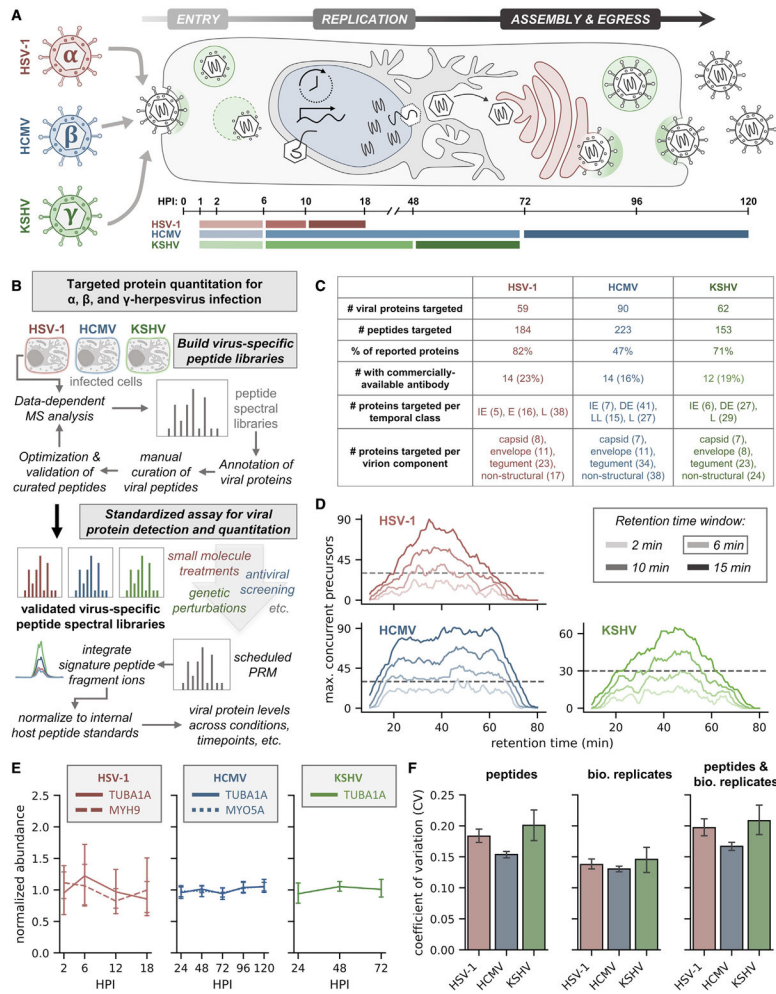 A
ENTRY
REPLICATION
ASSEMBLY & EGRESS
HSV-1
α
HCMV
β
KSHV
γ
HPI: 0 1 2 6 10 18 48 72 96 120
HSV-1
HCMV
KSHV
B
Targeted protein quantitation for
α, β, and γ-herpesvirus infection
HSV-1 HCMV KSHV
Build virus-specific
peptide libraries
infected cells
Data-dependent
MS analysis
peptide
spectral
libraries
Optimization &
validation of
curated peptides
manual
curation of
viral peptides
Annotation of
viral proteins
Standardized assay for viral
protein detection and quantitation
small molecule
treatments
genetic
perturbations
antiviral
screening
etc.
validated virus-specific
peptide spectral libraries
integrate
signature peptide
fragment ions
scheduled
PRM
normalize to internal
host peptide standards
viral protein levels
across conditions,
timepoints, etc.
C
HSV-1 HCMV KSHV
# viral proteins targeted 59 90 62
# peptides targeted 184 223 153
% of reported proteins 82% 47% 71%
# with commercially-
available antibody
14 (23%) 14 (16%) 12 (19%)
# proteins targeted per
temporal class
IE (5), E (16), L (38)
IE (7), DE (41),
LL (15), L (27)
IE (6), DE (27),
L (29)
# proteins targeted per
virion component
capsid (8),
envelope (11),
tegument (23),
non-structural (17)
capsid (7),
envelope (11),
tegument (34),
non-structural (38)
capsid (7),
envelope (8),
tegument (23),
non-structural (24)
D
HSV-1
90
45
0
Retention time window:
2 min 6 min
10 min 15 min
max. concurrent precursors
HCMV
90
45
0
20 40 60 80
KSHV
60
30
0
20 40 60 80
retention time (min)
E
HSV-1
TUBA1A
MYH9
HCMV
TUBA1A
MYO5A
KSHV
TUBA1A
normalized abundance
2.5
2.0
1.5
1.0
0.5
0.0
2 6 12 18
HPI
24 48 72 96 120
HPI
24 48 72
HPI
F
peptides
bio. replicates
peptides &
bio. replicates
coefficient of variation (CV)
0.25
0.20
0.15
0.10
0.05
0.00
HSV-1 HCMV KSHV
HSV-1 HCMV KSHV
HSV-1 HCMV KSHV